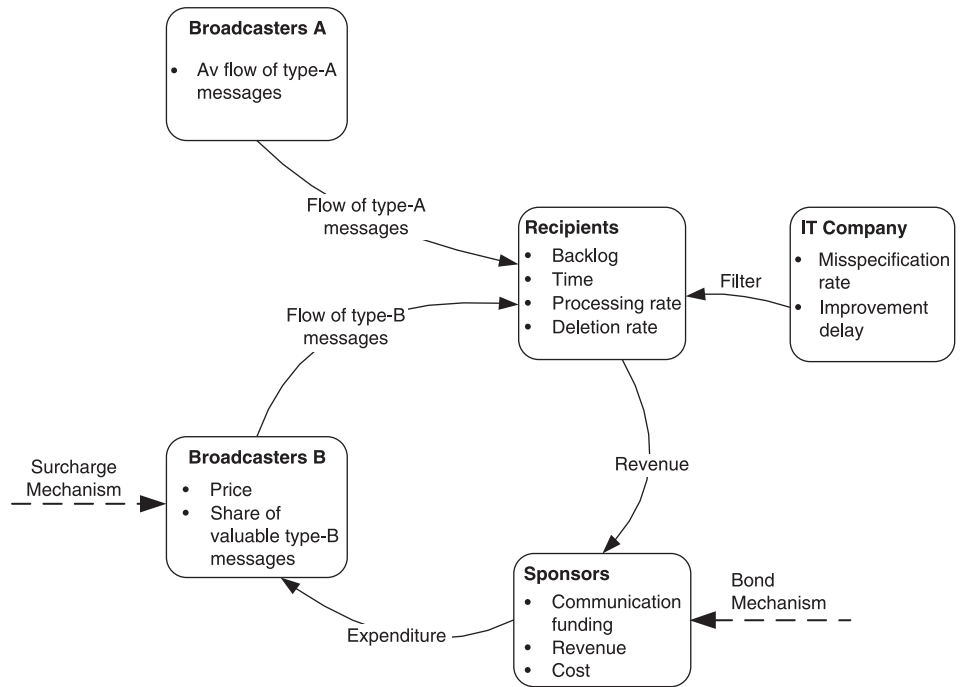 Broadcasters A
• Av flow of type-A
messages
Flow of type-A
messages
Recipients
• Backlog
• Time
• Processing rate
• Deletion rate
IT Company
• Misspecification
rate
• Improvement
delay
Filter
Flow of type-B
messages
Broadcasters B
• Price
• Share of
valuable type-B
messages
Surcharge
Mechanism
Revenue
Sponsors
• Communication
funding
• Revenue
• Cost
Bond
Mechanism
Expenditure